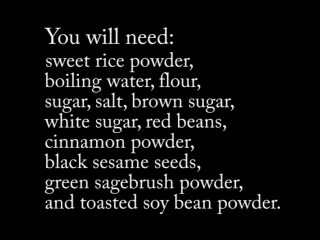 You will need:
sweet rice powder,
boiling water, flour,
sugar, salt, brown sugar,
white sugar, red beans,
cinnamon powder,
black sesame seeds,
green sagebrush powder,
and toasted soy bean powder.